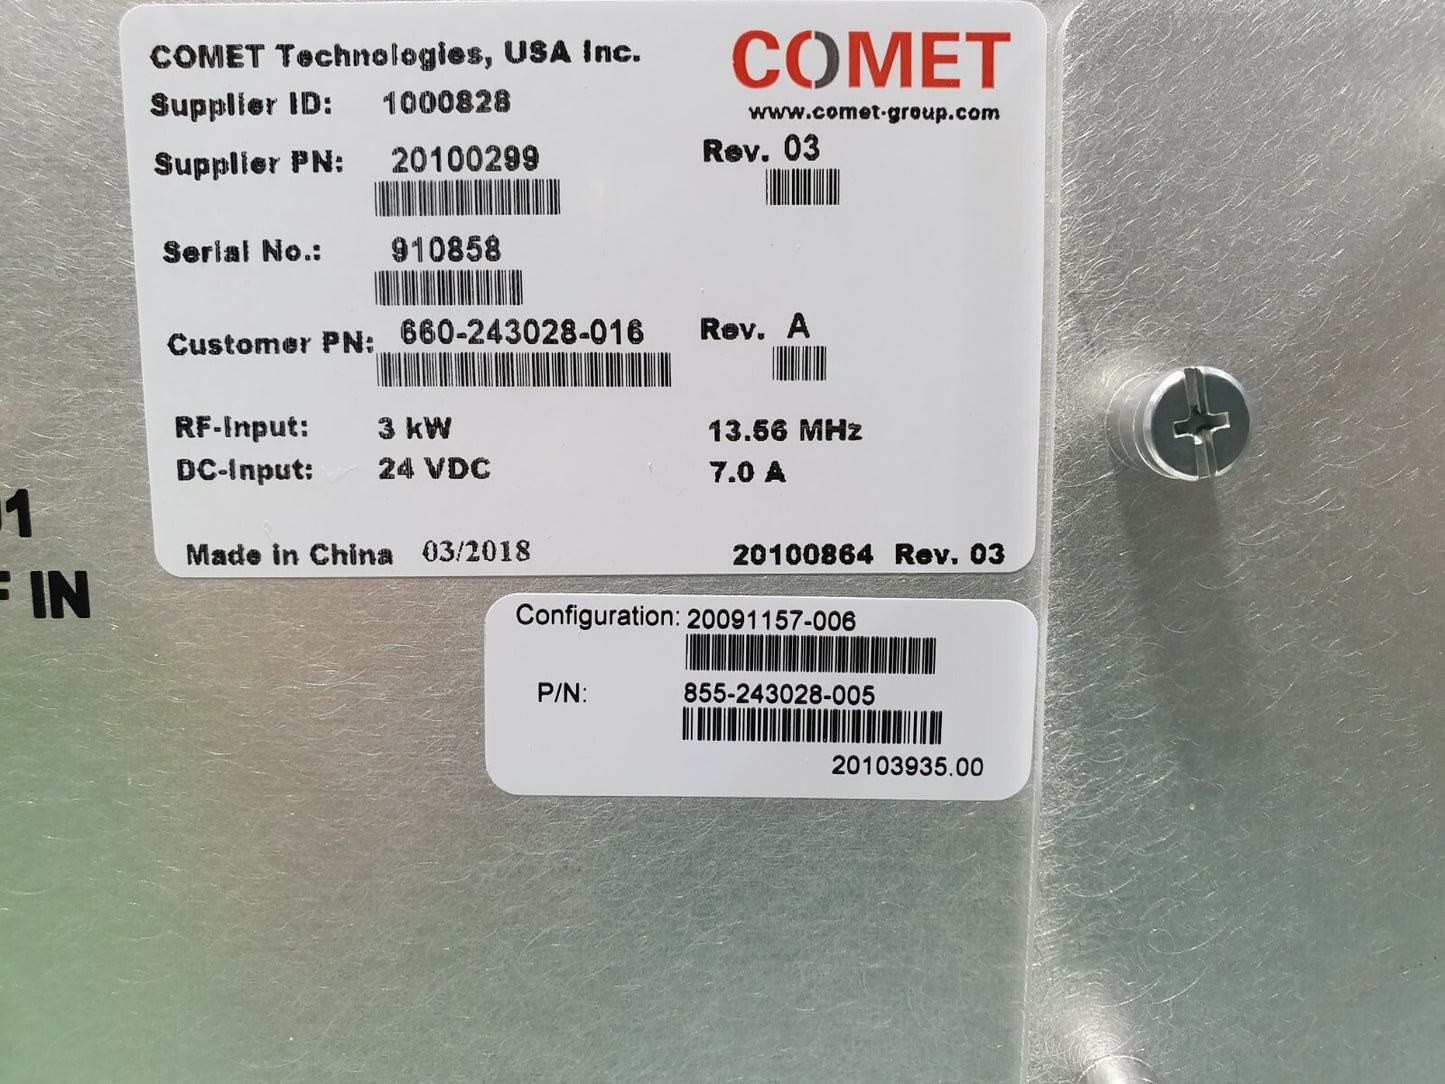 COMET Technologies, USA Inc.
COMET
www.comet-group.com
Supplier ID: 1000828
Supplier PN: 20100299 Rev. 03
Serial No.: 910858
Customer PN: 660-243028-016 Rev. A
RF-Input: 3 kW 13.56 MHz
DC-Input: 24 VDC 7.0 A
Made in China 03/2018 20100864 Rev. 03
IN
Configuration: 20091157-006
P/N: 855-243028-005
20103935.00